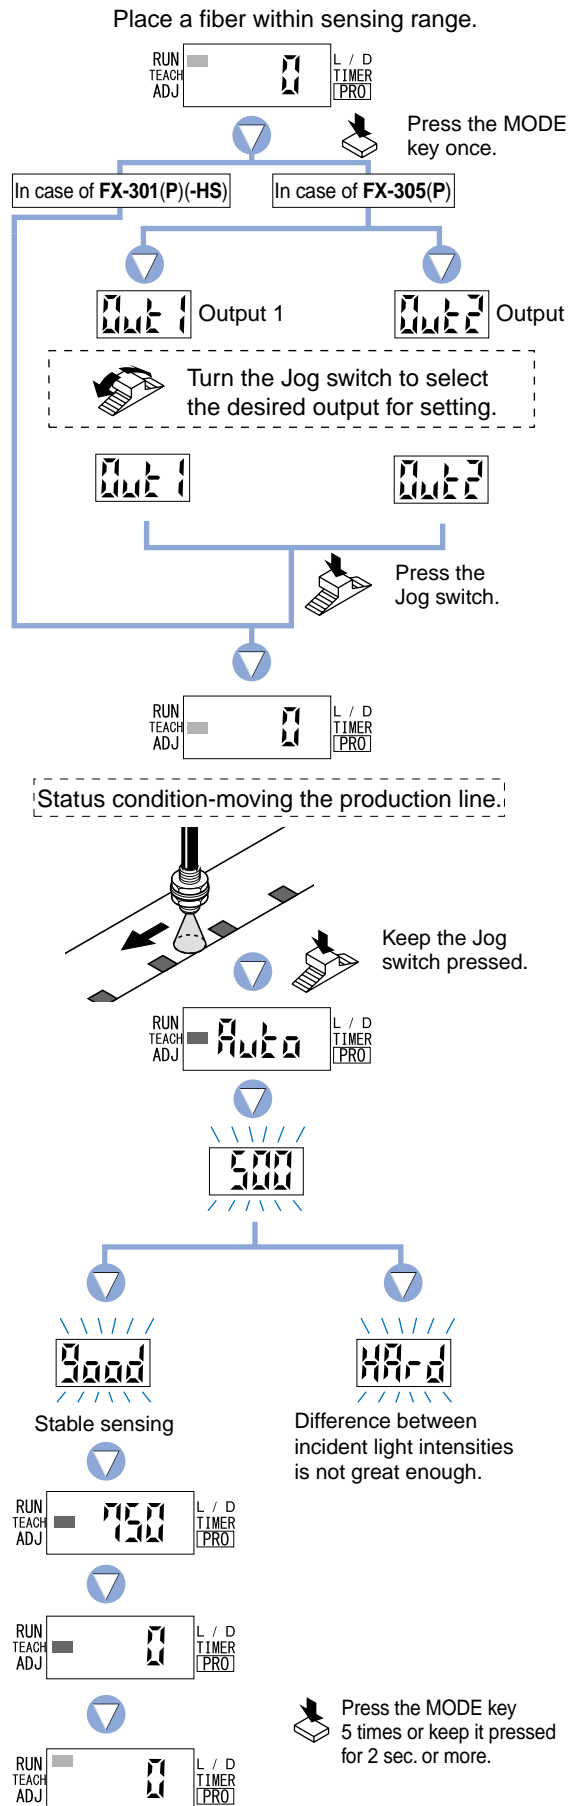 Place a fiber within sensing range.
RUN
TEACH
ADJ
0
L / D
TIMER
PRO
Press the MODE
key once.
In case of FX-301(P)(-HS)
In case of FX-305(P)
Out1 Output 1
Out2 Output
Turn the Jog switch to select
the desired output for setting.
Out1
Out2
Press the
Jog switch.
RUN
TEACH
ADJ
0
L / D
TIMER
PRO
Status condition-moving the production line.
Keep the Jog
switch pressed.
RUN
TEACH
ADJ
Auto
L / D
TIMER
PRO
500
Good
HArd
Stable sensing
Difference between
incident light intensities
is not great enough.
RUN
TEACH
ADJ
750
L / D
TIMER
PRO
RUN
TEACH
ADJ
0
L / D
TIMER
PRO
Press the MODE key
5 times or keep it pressed
for 2 sec. or more.
RUN
TEACH
ADJ
0
L / D
TIMER
PRO